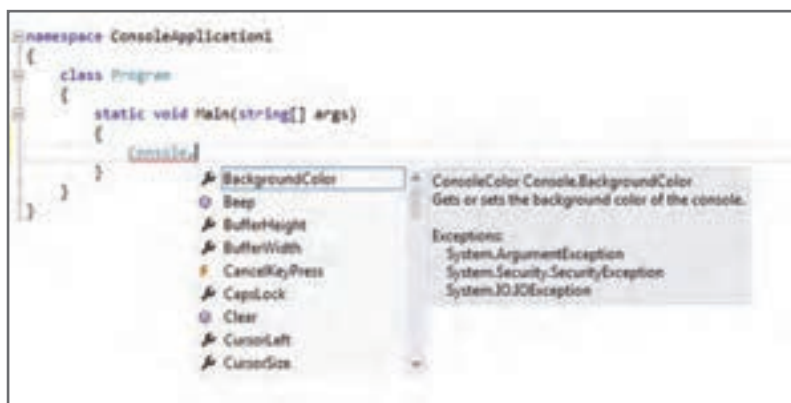 namespace ConsoleApplication1
{
class Program
{
static void Main(string[] args)
{
Console.
}
}
}
BackgroundColor
Beep
BufferHeight
BufferWidth
CancelKeyPress
CapsLock
Clear
CursorLeft
CursorSize
ConsoleColor Console.BackgroundColor
Gets or sets the background color of the console.
Exceptions:
System.ArgumentException
System.Security.SecurityException
System.IO.IOException